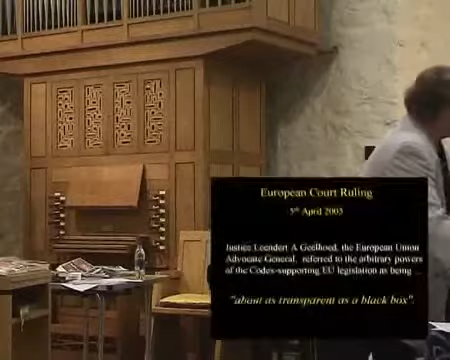 European Court Ruling
5th April 2005
Justice Leendert A Geelhoed, the European Union
Advocate General, referred to the arbitrary powers
of the Codes-supporting EU legislation as being ...
"about as transparent as a black box".